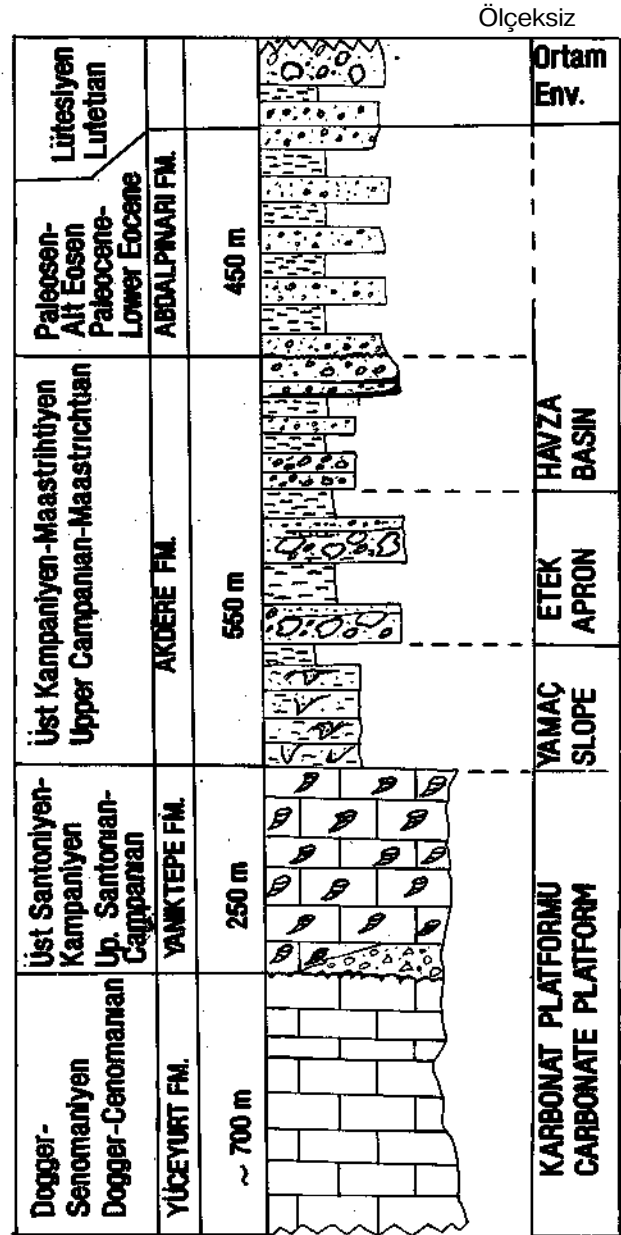 Ölçeksiz
Ortam
Env.
Lütesiyen
Lutetian
Paleosen-
Alt Eosen
Paleocene-
Lower Eocene
ABDALPINARI FM.
450 m
Üst Kampaniyen-Maastrihtiyen
Upper Campanian-Maastrichtian
AKDERE FM.
550 m
HAVZA
BASIN
ETEK
APRON
YAMAÇ
SLOPE
Üst Santoniyen-
Kampaniyen
Up. Santonian-
Campanian
YANIKTEPE FM.
250 m
Dogger-
Senomaniyen
Dogger-Cenomanian
YÜCEYURT FM.
~ 700 m
KARBONAT PLATFORMU
CARBONATE PLATFORM